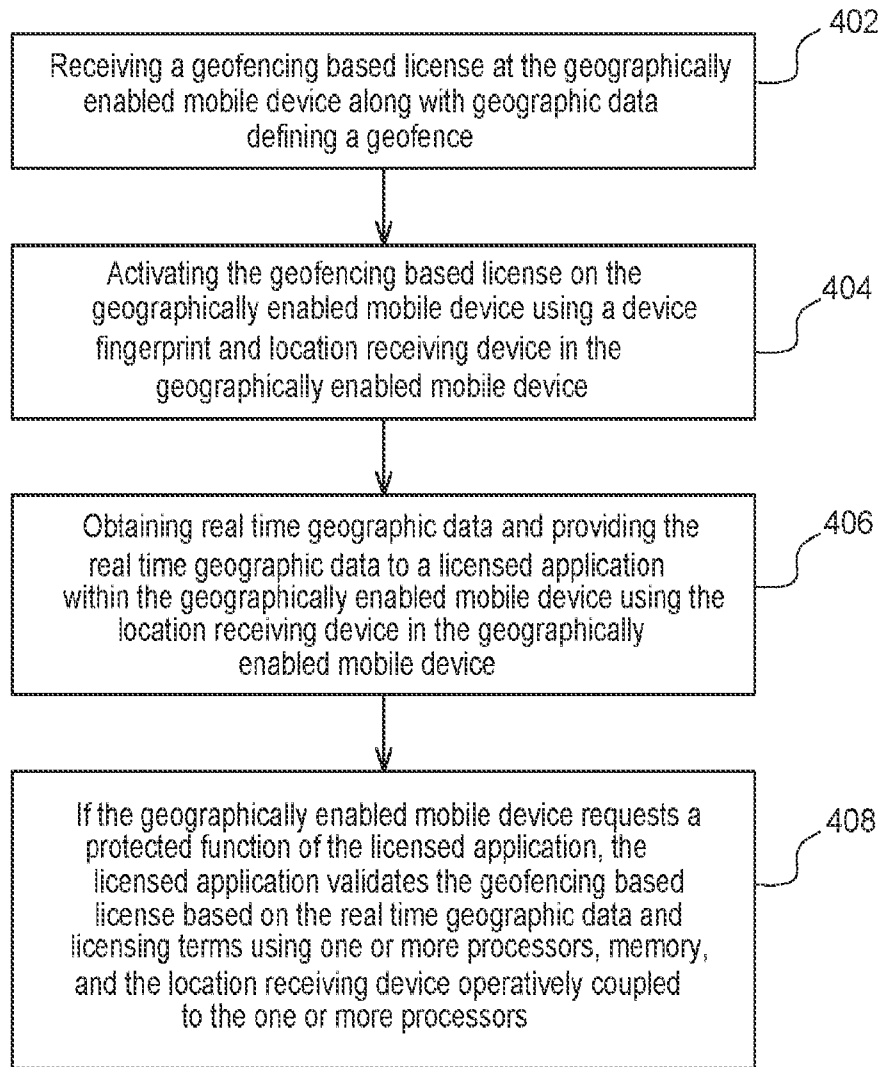 402
Receiving a geofencing based license at the geographically
enabled mobile device along with geographic data
defining a geofence
404
Activating the geofencing based license on the
geographically enabled mobile device using a device
fingerprint and location receiving device in the
geographically enabled mobile device
406
Obtaining real time geographic data and providing the
real time geographic data to a licensed application
within the geographically enabled mobile device using the
location receiving device in the geographically
enabled mobile device
408
If the geographically enabled mobile device requests a
protected function of the licensed application, the
licensed application validates the geofencing based
license based on the real time geographic data and
licensing terms using one or more processors, memory,
and the location receiving device operatively coupled
to the one or more processors